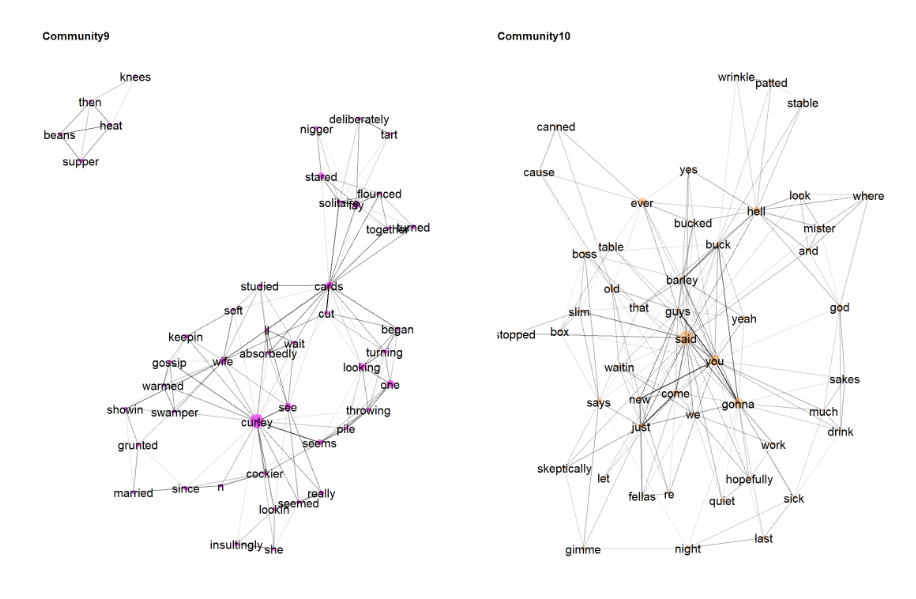 Community9
Community10
knees
then
heat
beans
supper
deliberately
nigger
tart
stared
flounced
solitaire
lay
together
turned
studied
cards
soft
cut
ll
began
keepin
wait
absorbedly
turning
gossip
wife
looking
warmed
one
showin
swamper
see
throwing
curley
pile
grunted
seems
cockier
married
since
n
really
seemed
lookin
insultingly
she
wrinkle
patted
stable
canned
cause
yes
ever
look
where
hell
bucked
mister
table
buck
boss
and
barley
old
that
guys
god
slim
yeah
stopped
box
said
waitin
you
sakes
come
says
new
gonna
we
much
just
drink
work
skeptically
let
hopefully
fellas
re
quiet
sick
last
gimme
night